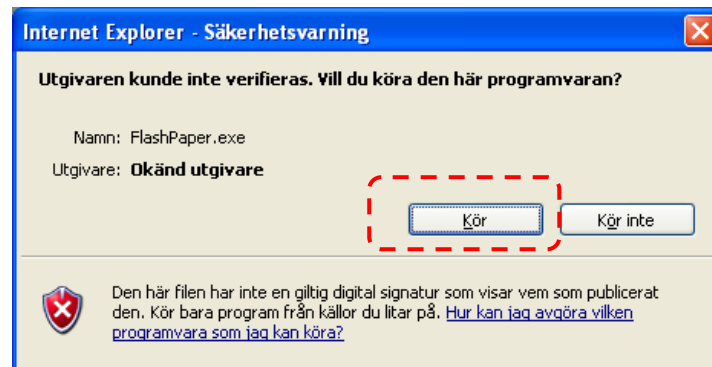 Internet Explorer - Säkerhetsvarning
Utgivaren kunde inte verifieras. Vill du köra den här programvaran?
Namn: FlashPaper.exe
Utgivare: Okänd utgivare
Kör Kör inte
Den här filen har inte en giltig digital signatur som visar vem som publicerat
den. Kör bara program från källor du litar på. Hur kan jag avgöra vilken
programvara som jag kan köra?